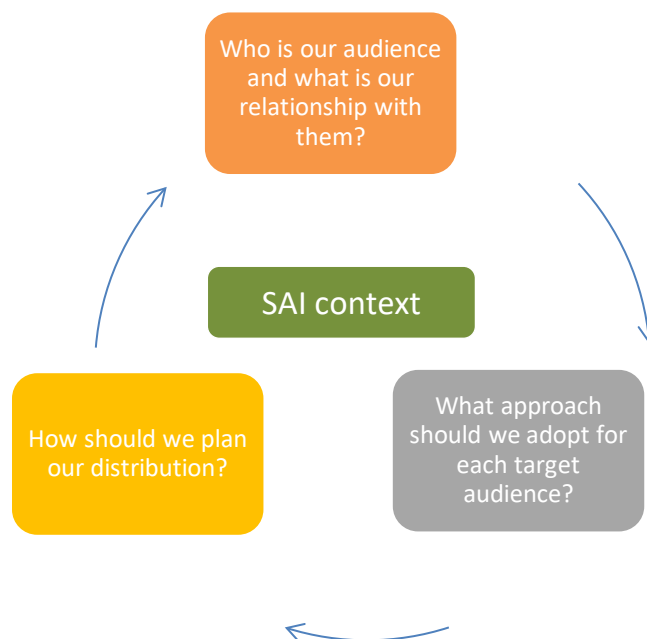 Who is our audience
and what is our
relationship with
them?
SAI context
What approach
should we adopt for
each target
audience?
How should we plan
our distribution?